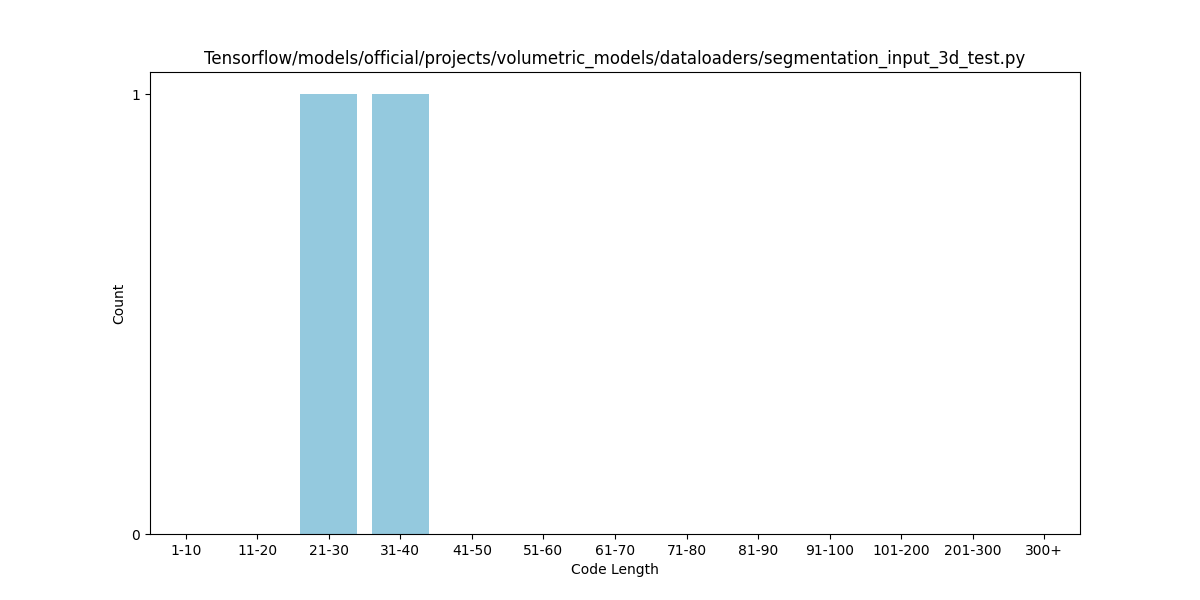 Tensorflow/models/official/projects/volumetric_models/dataloaders/segmentation_input_3d_test.py
1
Count
0
1-10 11-20 21-30 31-40 41-50 51-60 61-70 71-80 81-90 91-100 101-200 201-300 300+
Code Length